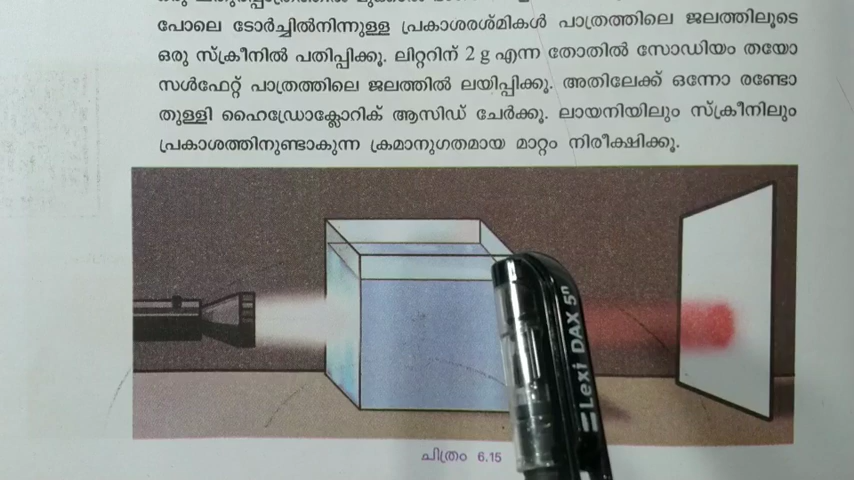 പോലെ ടോർച്ചിൽനിന്നുള്ള പ്രകാശരശ്മികൾ പാത്രത്തിലെ ജലത്തിലൂടെ
ഒരു സ്ക്രീനിൽ പതിപ്പിക്കൂ. ലിറ്ററിന് 2 g എന്ന തോതിൽ സോഡിയം തയോ
സൾഫേറ്റ് പാത്രത്തിലെ ജലത്തിൽ ലയിപ്പിക്കൂ. അതിലേക്ക് ഒന്നോ രണ്ടോ
തുള്ളി ഹൈഡ്രോക്ലോറിക് ആസിഡ് ചേർക്കൂ. ലായനിയിലും സ്ക്രീനിലും
പ്രകാശത്തിനുണ്ടാകുന്ന ക്രമാനുഗതമായ മാറ്റം നിരീക്ഷിക്കൂ.
Lexi DAX 5ⁿ
ചിത്രം 6.15